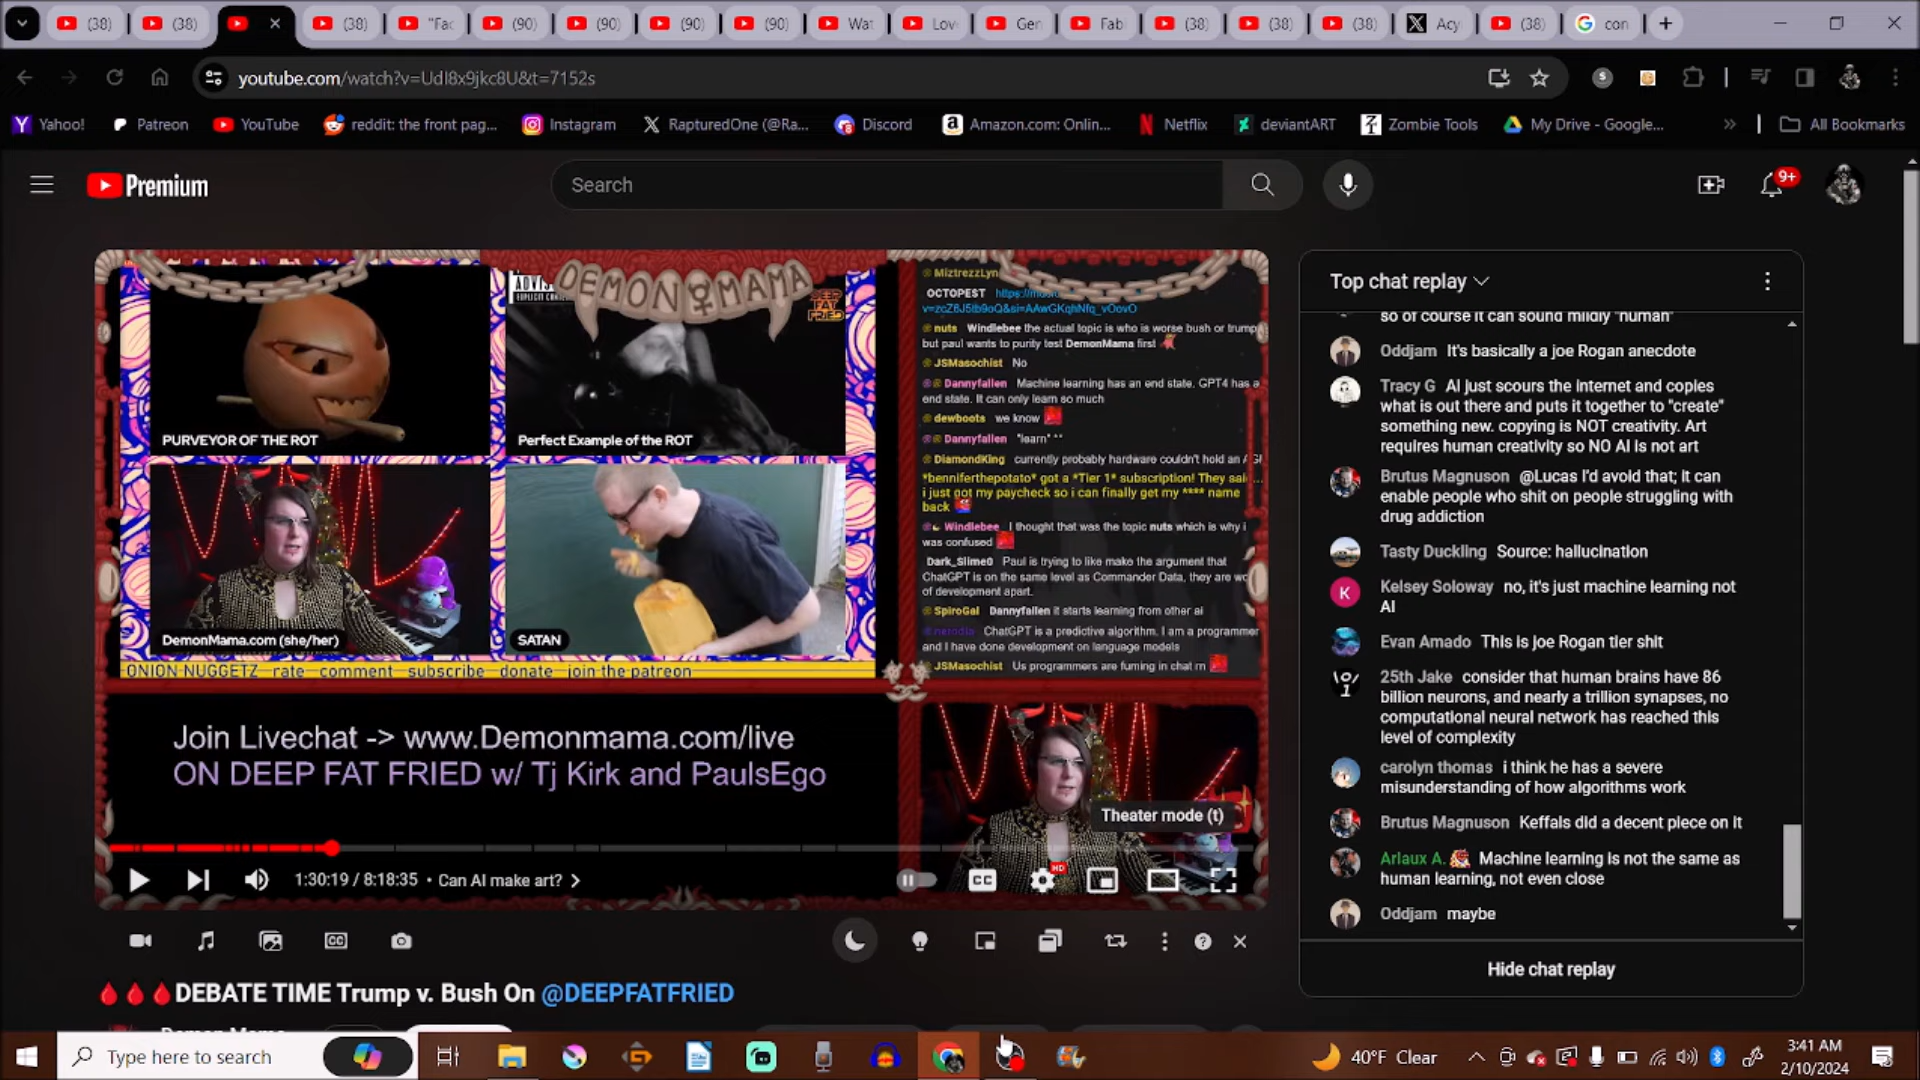 (38)
(38)
(38)
"Fac
(90)
(90)
(90)
(90)
Wat
Lov
Ger
Fab
(38)
(38)
(38)
Acy
(38)
con
youtube.com/watch?v=UdI8x9jkc8U&t=7152s
Yahoo!
Patreon
YouTube
reddit: the front pag...
Instagram
RapturedOne (@Ra...
Discord
Amazon.com: Onlin...
Netflix
deviantART
Zombie Tools
My Drive - Google...
All Bookmarks
Premium
Search
9+
DEMON MAMA
EXPLICIT
DEEP FAT FRIED
PURVEYOR OF THE ROT
Perfect Example of the ROT
DemonMama.com (she/her)
SATAN
ONION NUGGETZ rate comment subscribe donate join the patreon
MiztrezzLyn
OCTOPEST
nuts Windlebee the actual topic is who is worse bush or trump
but paul wants to purity test DemonMama first
JSMasochist No
Dannyfallen Machine learning has an end state. GPT4 has a
end state. It can only learn so much
dewboots we know
Dannyfallen "learn" **
DiamondKing currently probably hardware couldn't hold an
*benniferthepotato* got a *Tier 1* subscription! They said...
i just got my paycheck so i can finally get my **** name
back
Windlebee I thought that was the topic nuts which is why i
was confused
Dark_Slime0 Paul is trying to like make the argument that
ChatGPT is on the same level as Commander Data, they are
of development apart.
SpiroGal Dannyfallen it starts learning from other ai
ChatGPT is a predictive algorithm. I am a programmer
and I have done development on language models
JSMasochist Us programmers are fuming in chat rn
Join Livechat -> www.Demonmama.com/live
ON DEEP FAT FRIED w/ Tj Kirk and PaulsEgo
Theater mode (t)
1:30:19 / 8:18:35 • Can AI make art?
CC
HD
CC
DEBATE TIME Trump v. Bush On @DEEPFATFRIED
Top chat replay
so of course it can sound mildly "human"
Oddjam It's basically a joe Rogan anecdote
Tracy G AI just scours the internet and copies
what is out there and puts it together to "create"
something new. copying is NOT creativity. Art
requires human creativity so NO AI is not art
Brutus Magnuson @Lucas I'd avoid that; it can
enable people who shit on people struggling with
drug addiction
Tasty Duckling Source: hallucination
K
Kelsey Soloway no, it's just machine learning not
AI
Evan Amado This is joe Rogan tier shit
25th Jake consider that human brains have 86
billion neurons, and nearly a trillion synapses, no
computational neural network has reached this
level of complexity
carolyn thomas i think he has a severe
misunderstanding of how algorithms work
Brutus Magnuson Keffals did a decent piece on it
Arlaux A. Machine learning is not the same as
human learning, not even close
Oddjam maybe
Hide chat replay
Type here to search
40°F Clear
3:41 AM
2/10/2024